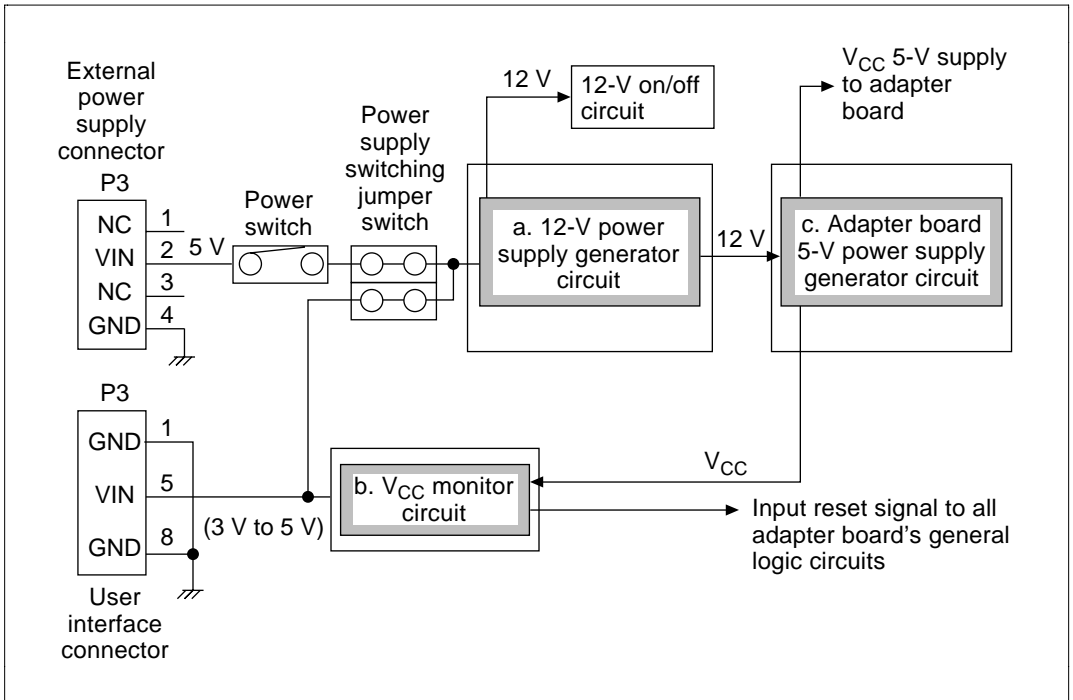 External
power
supply
connector
P3
NC 1
VIN 2 5 V
NC 3
GND 4
Power
switch
Power
supply
switching
jumper
switch
12 V
12-V on/off
circuit
a. 12-V power
supply generator
circuit
12 V
VCC 5-V supply
to adapter
board
c. Adapter board
5-V power supply
generator circuit
P3
GND 1
VIN 5
(3 V to 5 V)
GND 8
User
interface
connector
b. VCC monitor
circuit
VCC
Input reset signal to all
adapter board's general
logic circuits